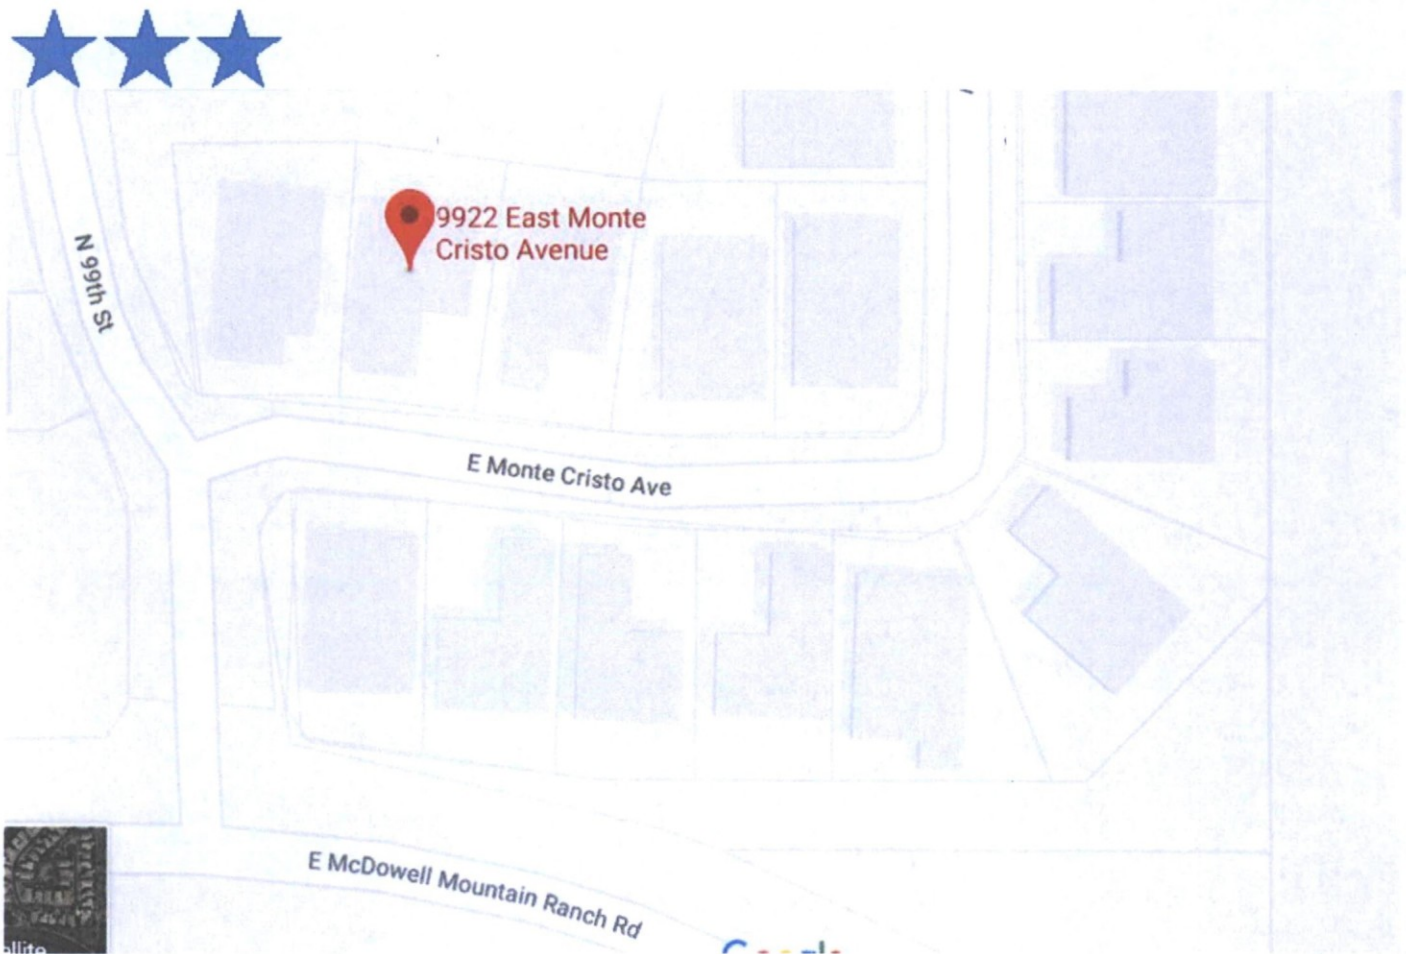 9922 East Monte
Cristo Avenue
N 99th St
E Monte Cristo Ave
E McDowell Mountain Ranch Rd